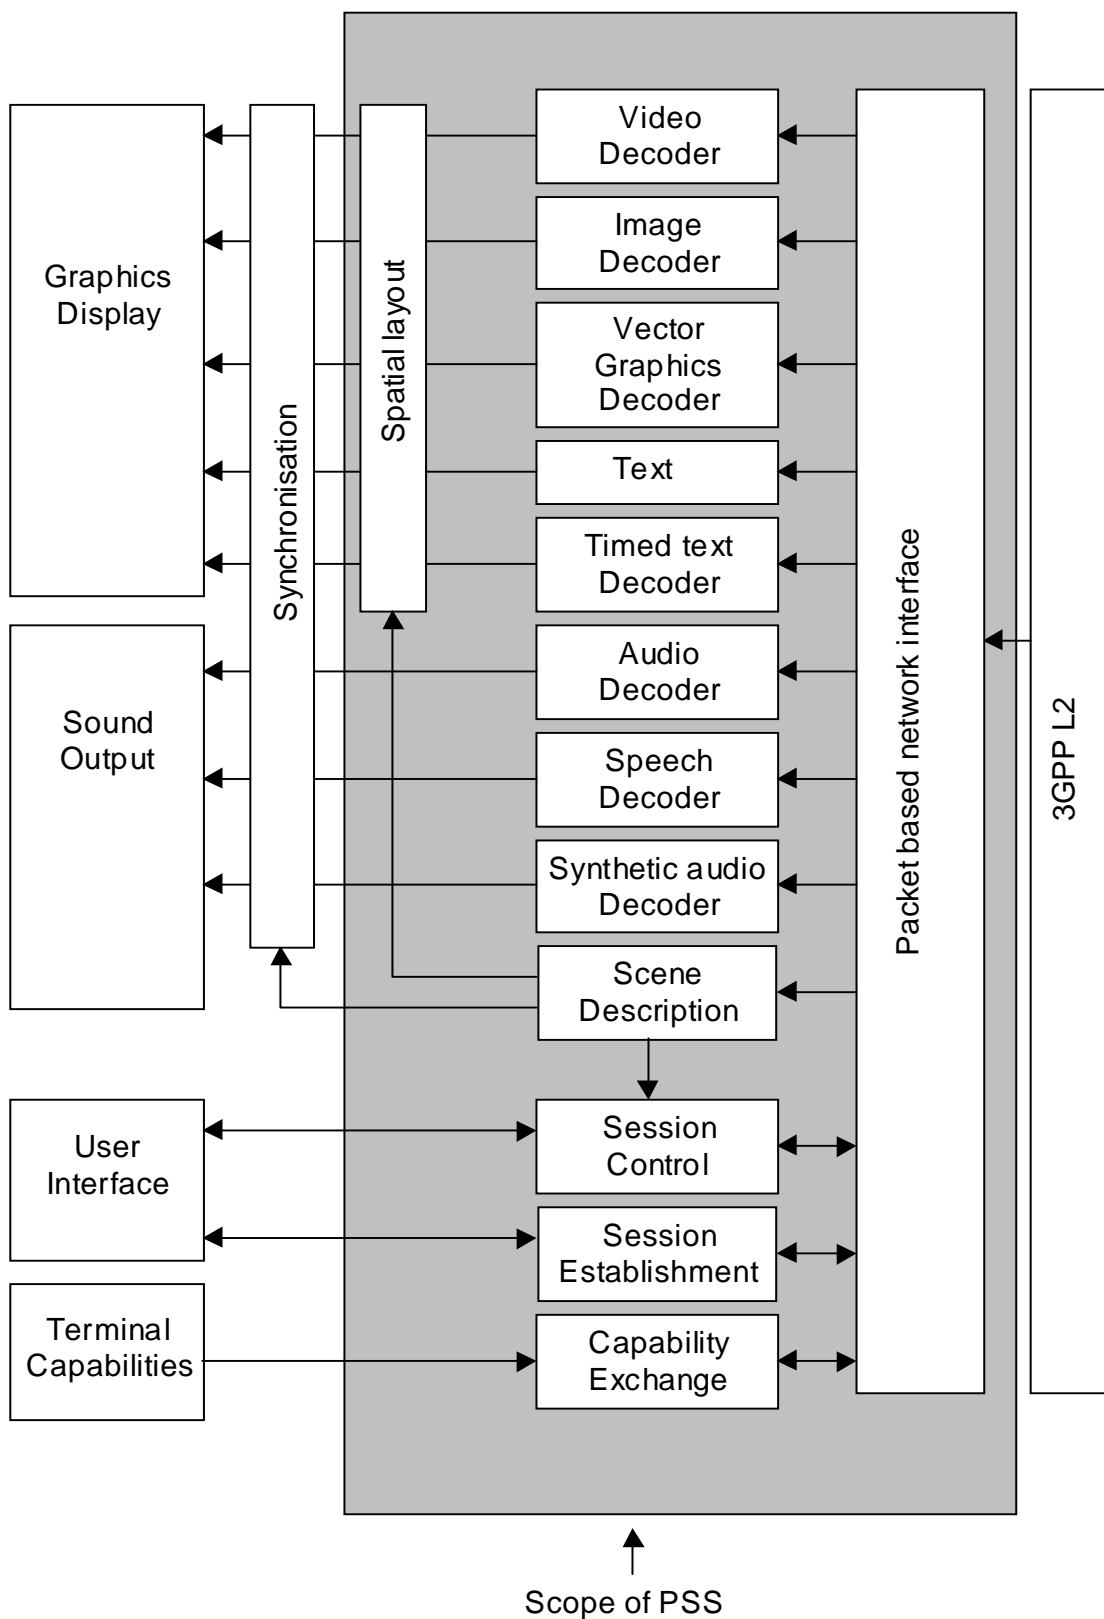 Video
Decoder
Image
Decoder
Graphics
Display
Vector
Graphics
Decoder
Spatial layout
Synchronisation
Text
Timed text
Decoder
Packet based network interface
3GPP L2
Audio
Decoder
Sound
Output
Speech
Decoder
Synthetic audio
Decoder
Scene
Description
User
Interface
Session
Control
Session
Establishment
Terminal
Capabilities
Capability
Exchange
Scope of PSS